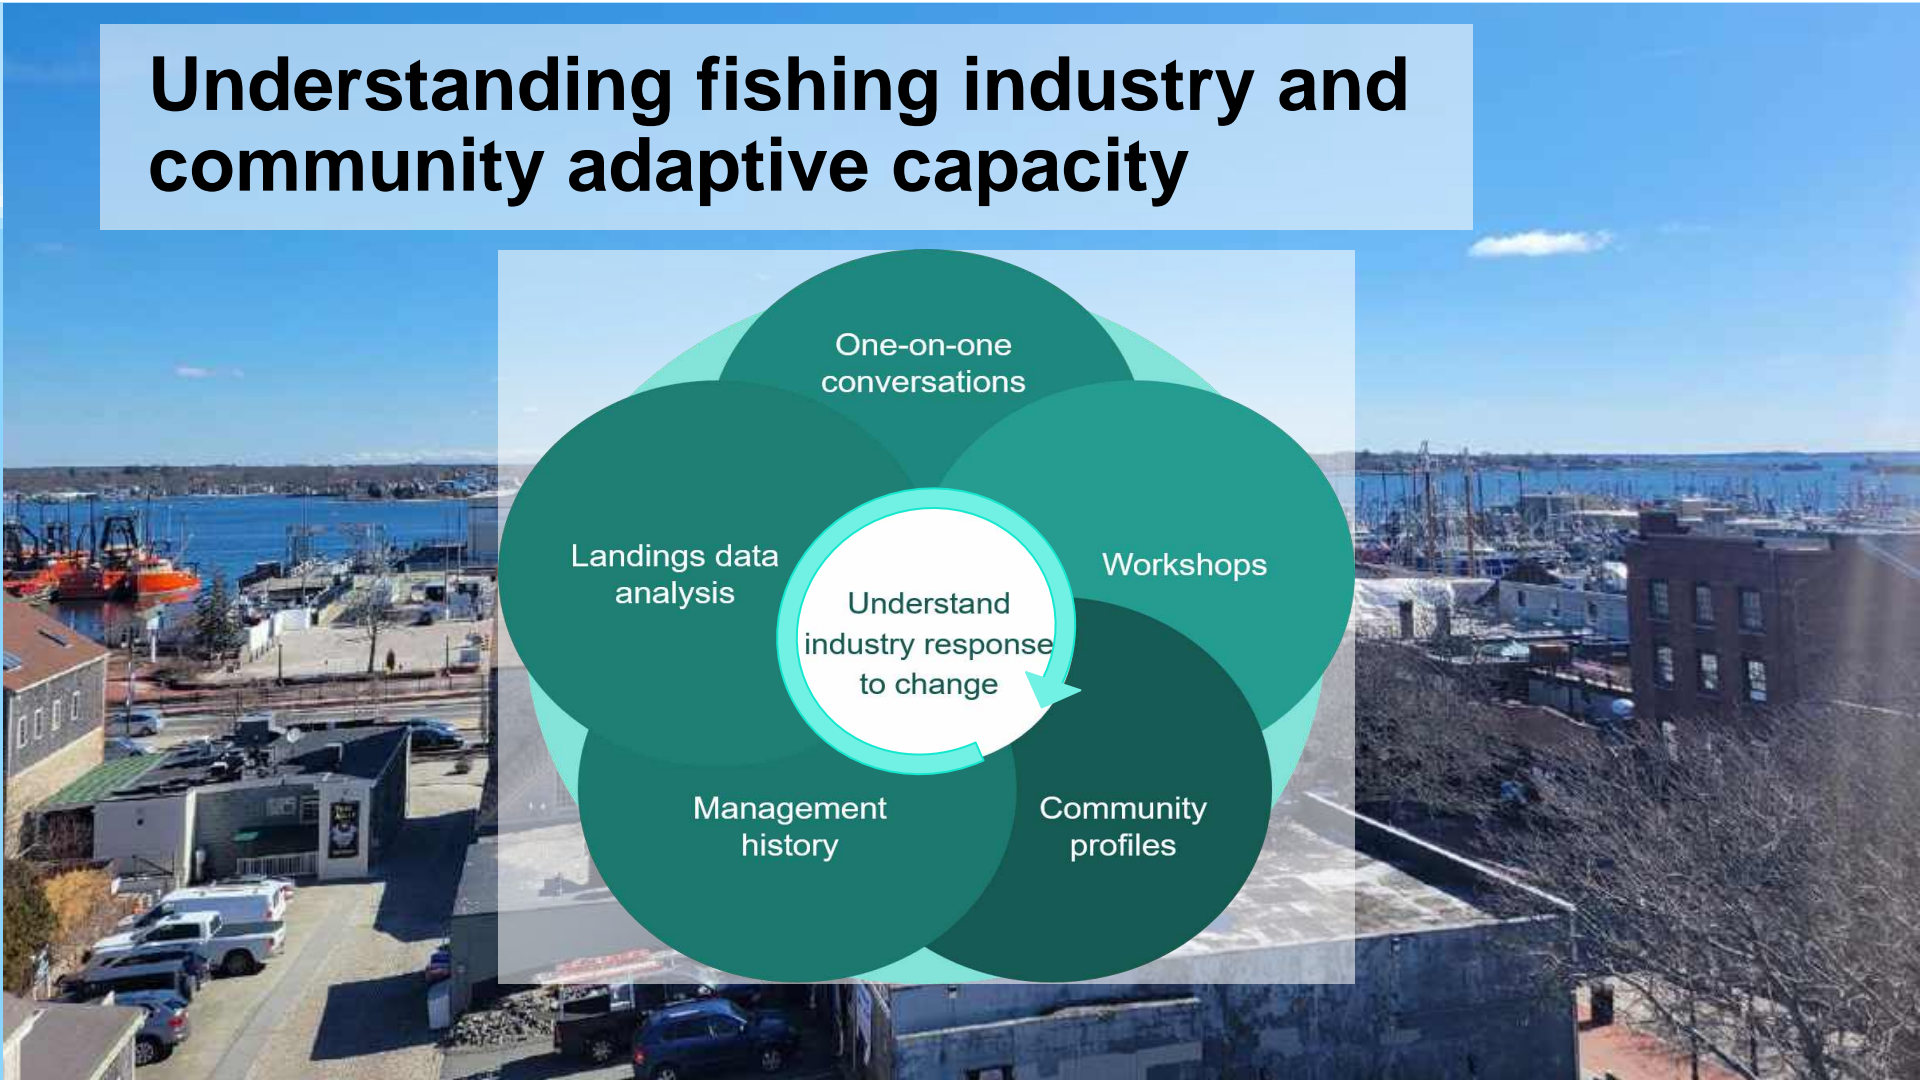 Understanding fishing industry and
community adaptive capacity
One-on-one
conversations
Landings data
analysis
Workshops
Understand
industry response
to change
Management
history
Community
profiles